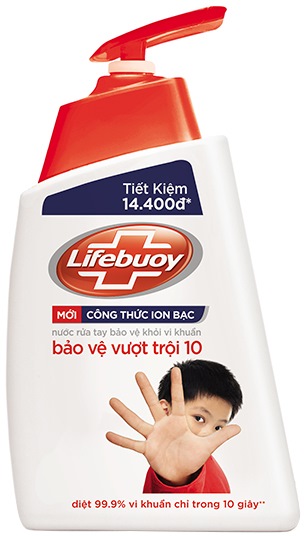 Tiết Kiệm
14.400đ*
Lifebuoy
MỚI CÔNG THỨC ION BẠC
nước rửa tay bảo vệ khỏi vi khuẩn
bảo vệ vượt trội 10
diệt 99.9% vi khuẩn chỉ trong 10 giây**